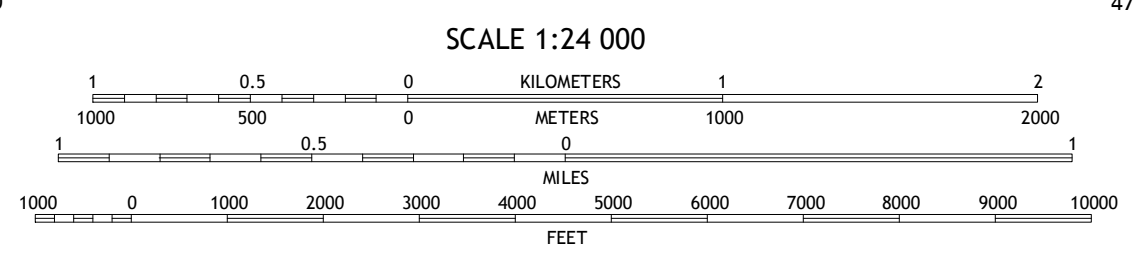 47
SCALE 1:24 000
1 0.5 0 KILOMETERS 1 2
1000 500 0 METERS 1000 2000
1 0.5 0 1
MILES
1000 0 1000 2000 3000 4000 5000 6000 7000 8000 9000 10000
FEET